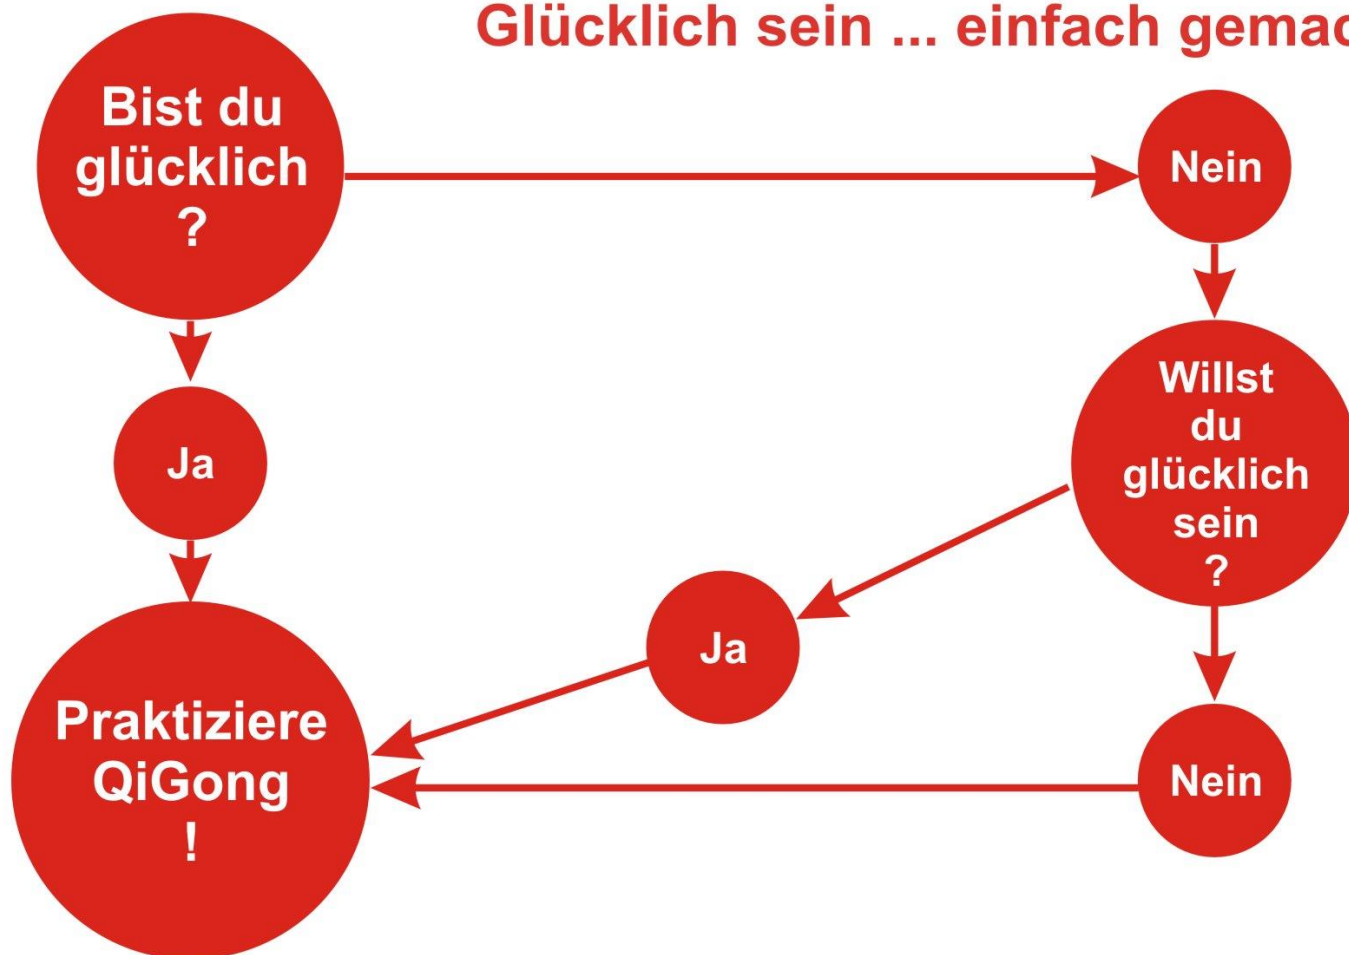 Glücklich sein ... einfach gemac
Bist du
glücklich
?
Nein
Willst
du
glücklich
sein
?
Ja
Ja
Praktiziere
QiGong
!
Nein